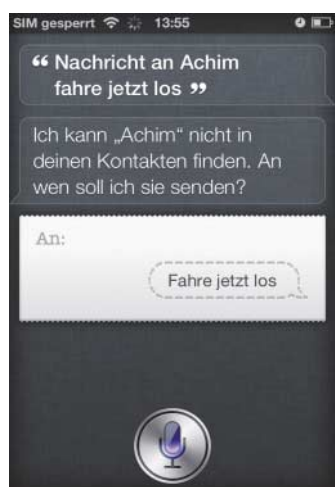 SIM gesperrt 13:55
“ Nachricht an Achim
fahre jetzt los ”
Ich kann „Achim“ nicht in
deinen Kontakten finden. An
wen soll ich sie senden?
An:
Fahre jetzt los